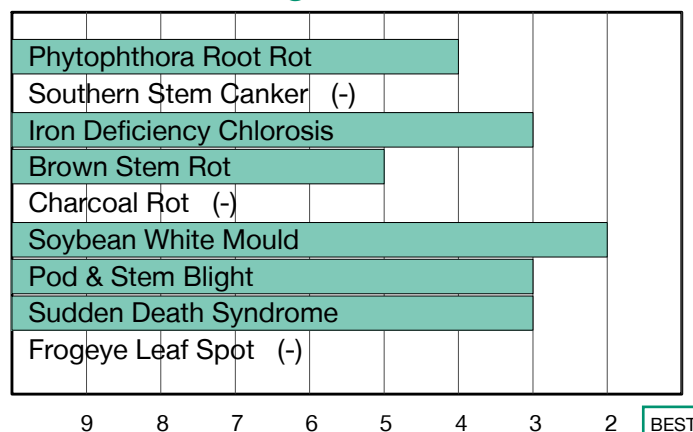 Phytophthora Root Rot
Southern Stem Canker (-)
Iron Deficiency Chlorosis
Brown Stem Rot
Charcoal Rot (-)
Soybean White Mould
Pod & Stem Blight
Sudden Death Syndrome
Frogeye Leaf Spot (-)
9 8 7 6 5 4 3 2 BEST